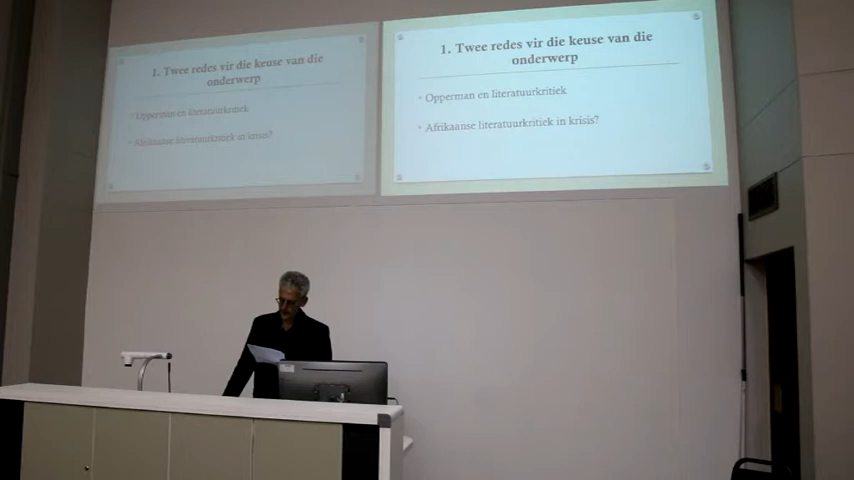 1. Twee redes vir die keuse van die
onderwerp
• Opperman en literatuurkritiek
• Afrikaanse literatuurkritiek in krisis?
1. Twee redes vir die keuse van die
onderwerp
• Opperman en literatuurkritiek
• Afrikaanse literatuurkritiek in krisis?